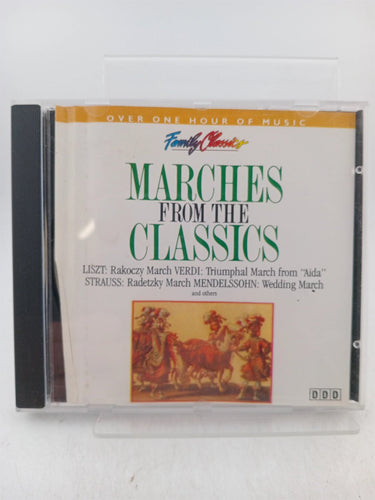 OVER ONE HOUR OF MUSIC
Family Classics
MARCHES
FROM THE
CLASSICS
LISZT: Rakoczy March VERDI: Triumphal March from "Aida"
STRAUSS: Radetzky March MENDELSSOHN: Wedding March
and others
DDD